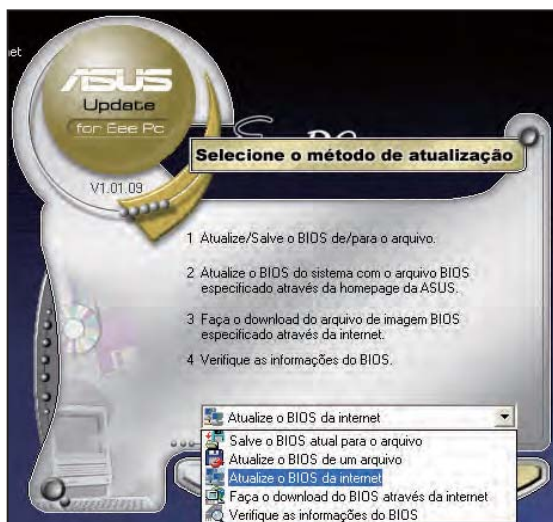 et
ASUS
Update
for Eee Pc
V1.01.09
Selecione o método de atualização
1 Atualize/Salve o BIOS de/para o arquivo.
2 Atualize o BIOS do sistema com o arquivo BIOS
especificado através da homepage da ASUS.
3 Faça o download do arquivo de imagem BIOS
especificado através da internet.
4 Verifique as informações do BIOS.
Atualize o BIOS da internet
Salve o BIOS atual para o arquivo
Atualize o BIOS de um arquivo
Atualize o BIOS da internet
Faça o download do BIOS através da internet
Verifique as informações do BIOS